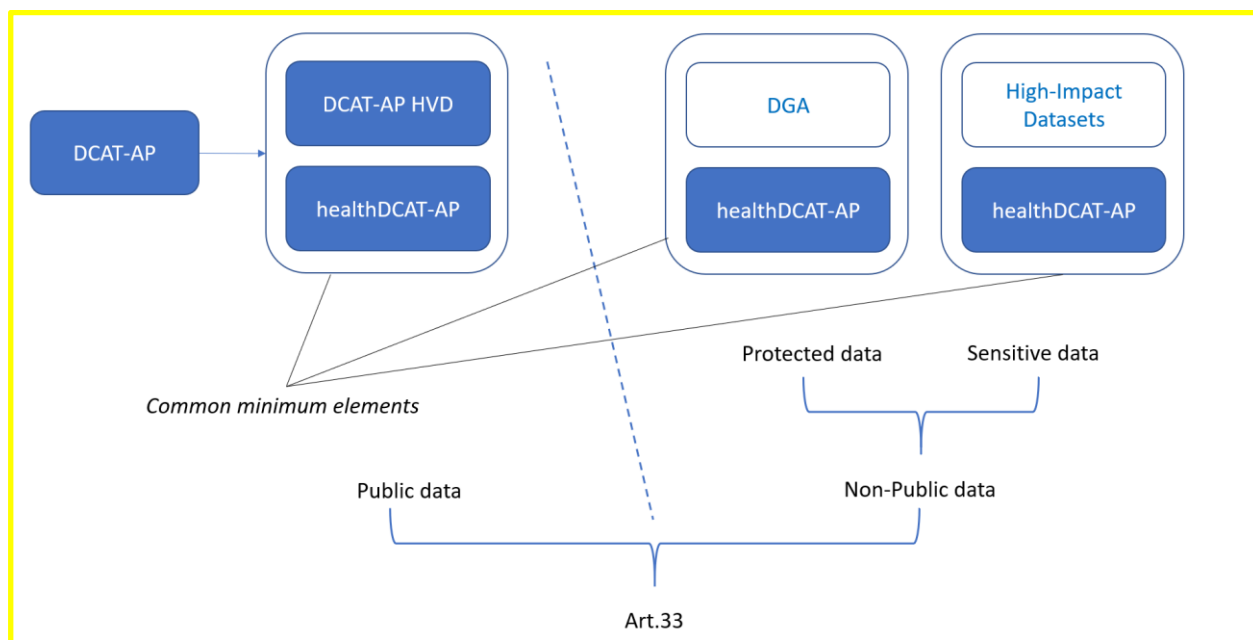 DCAT-AP
DCAT-AP HVD
healthDCAT-AP
DGA
healthDCAT-AP
High-Impact
Datasets
healthDCAT-AP
Protected data
Sensitive data
Common minimum elements
Public data
Non-Public data
Art.33